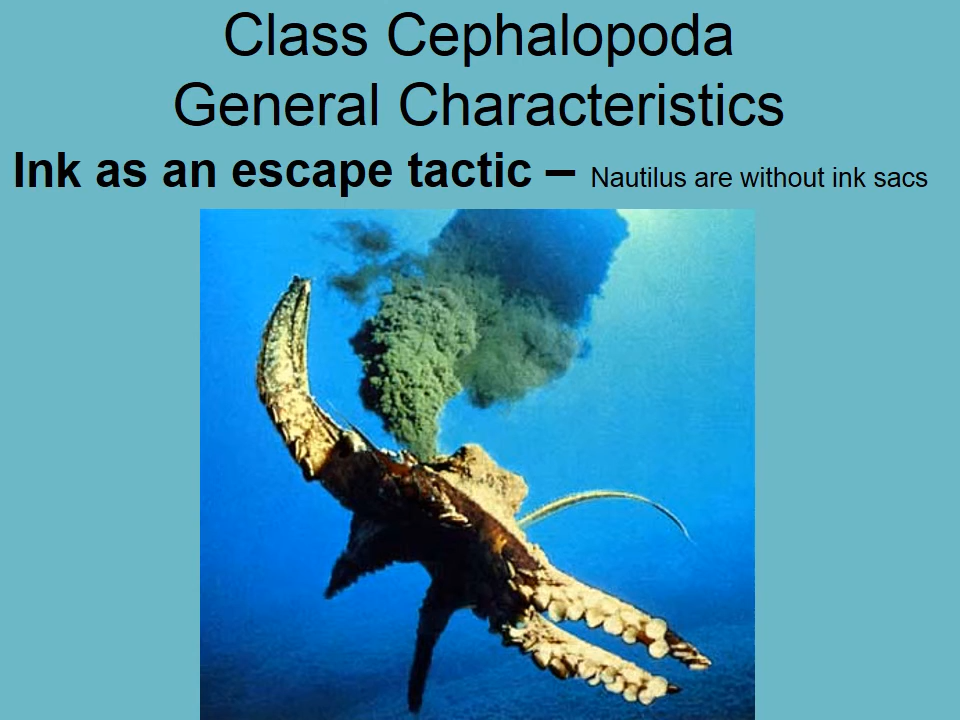 Class Cephalopoda
General Characteristics
Ink as an escape tactic – Nautilus are without ink sacs